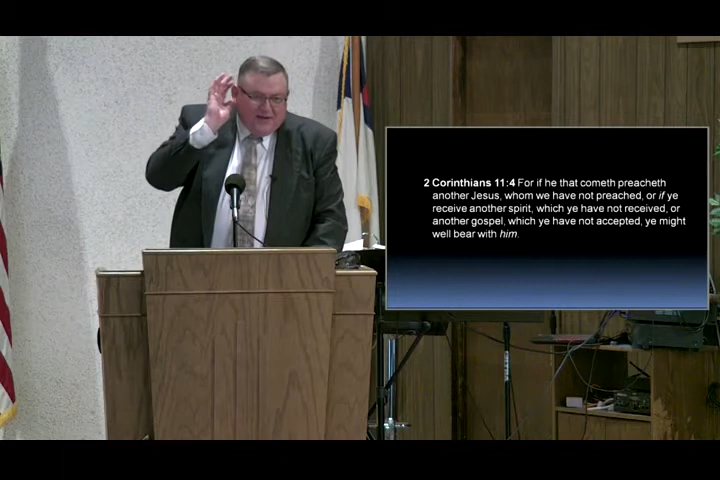 2 Corinthians 11:4 For if he that cometh preacheth
another Jesus, whom we have not preached, or if ye
receive another spirit, which ye have not received, or
another gospel, which ye have not accepted, ye might
well bear with him.